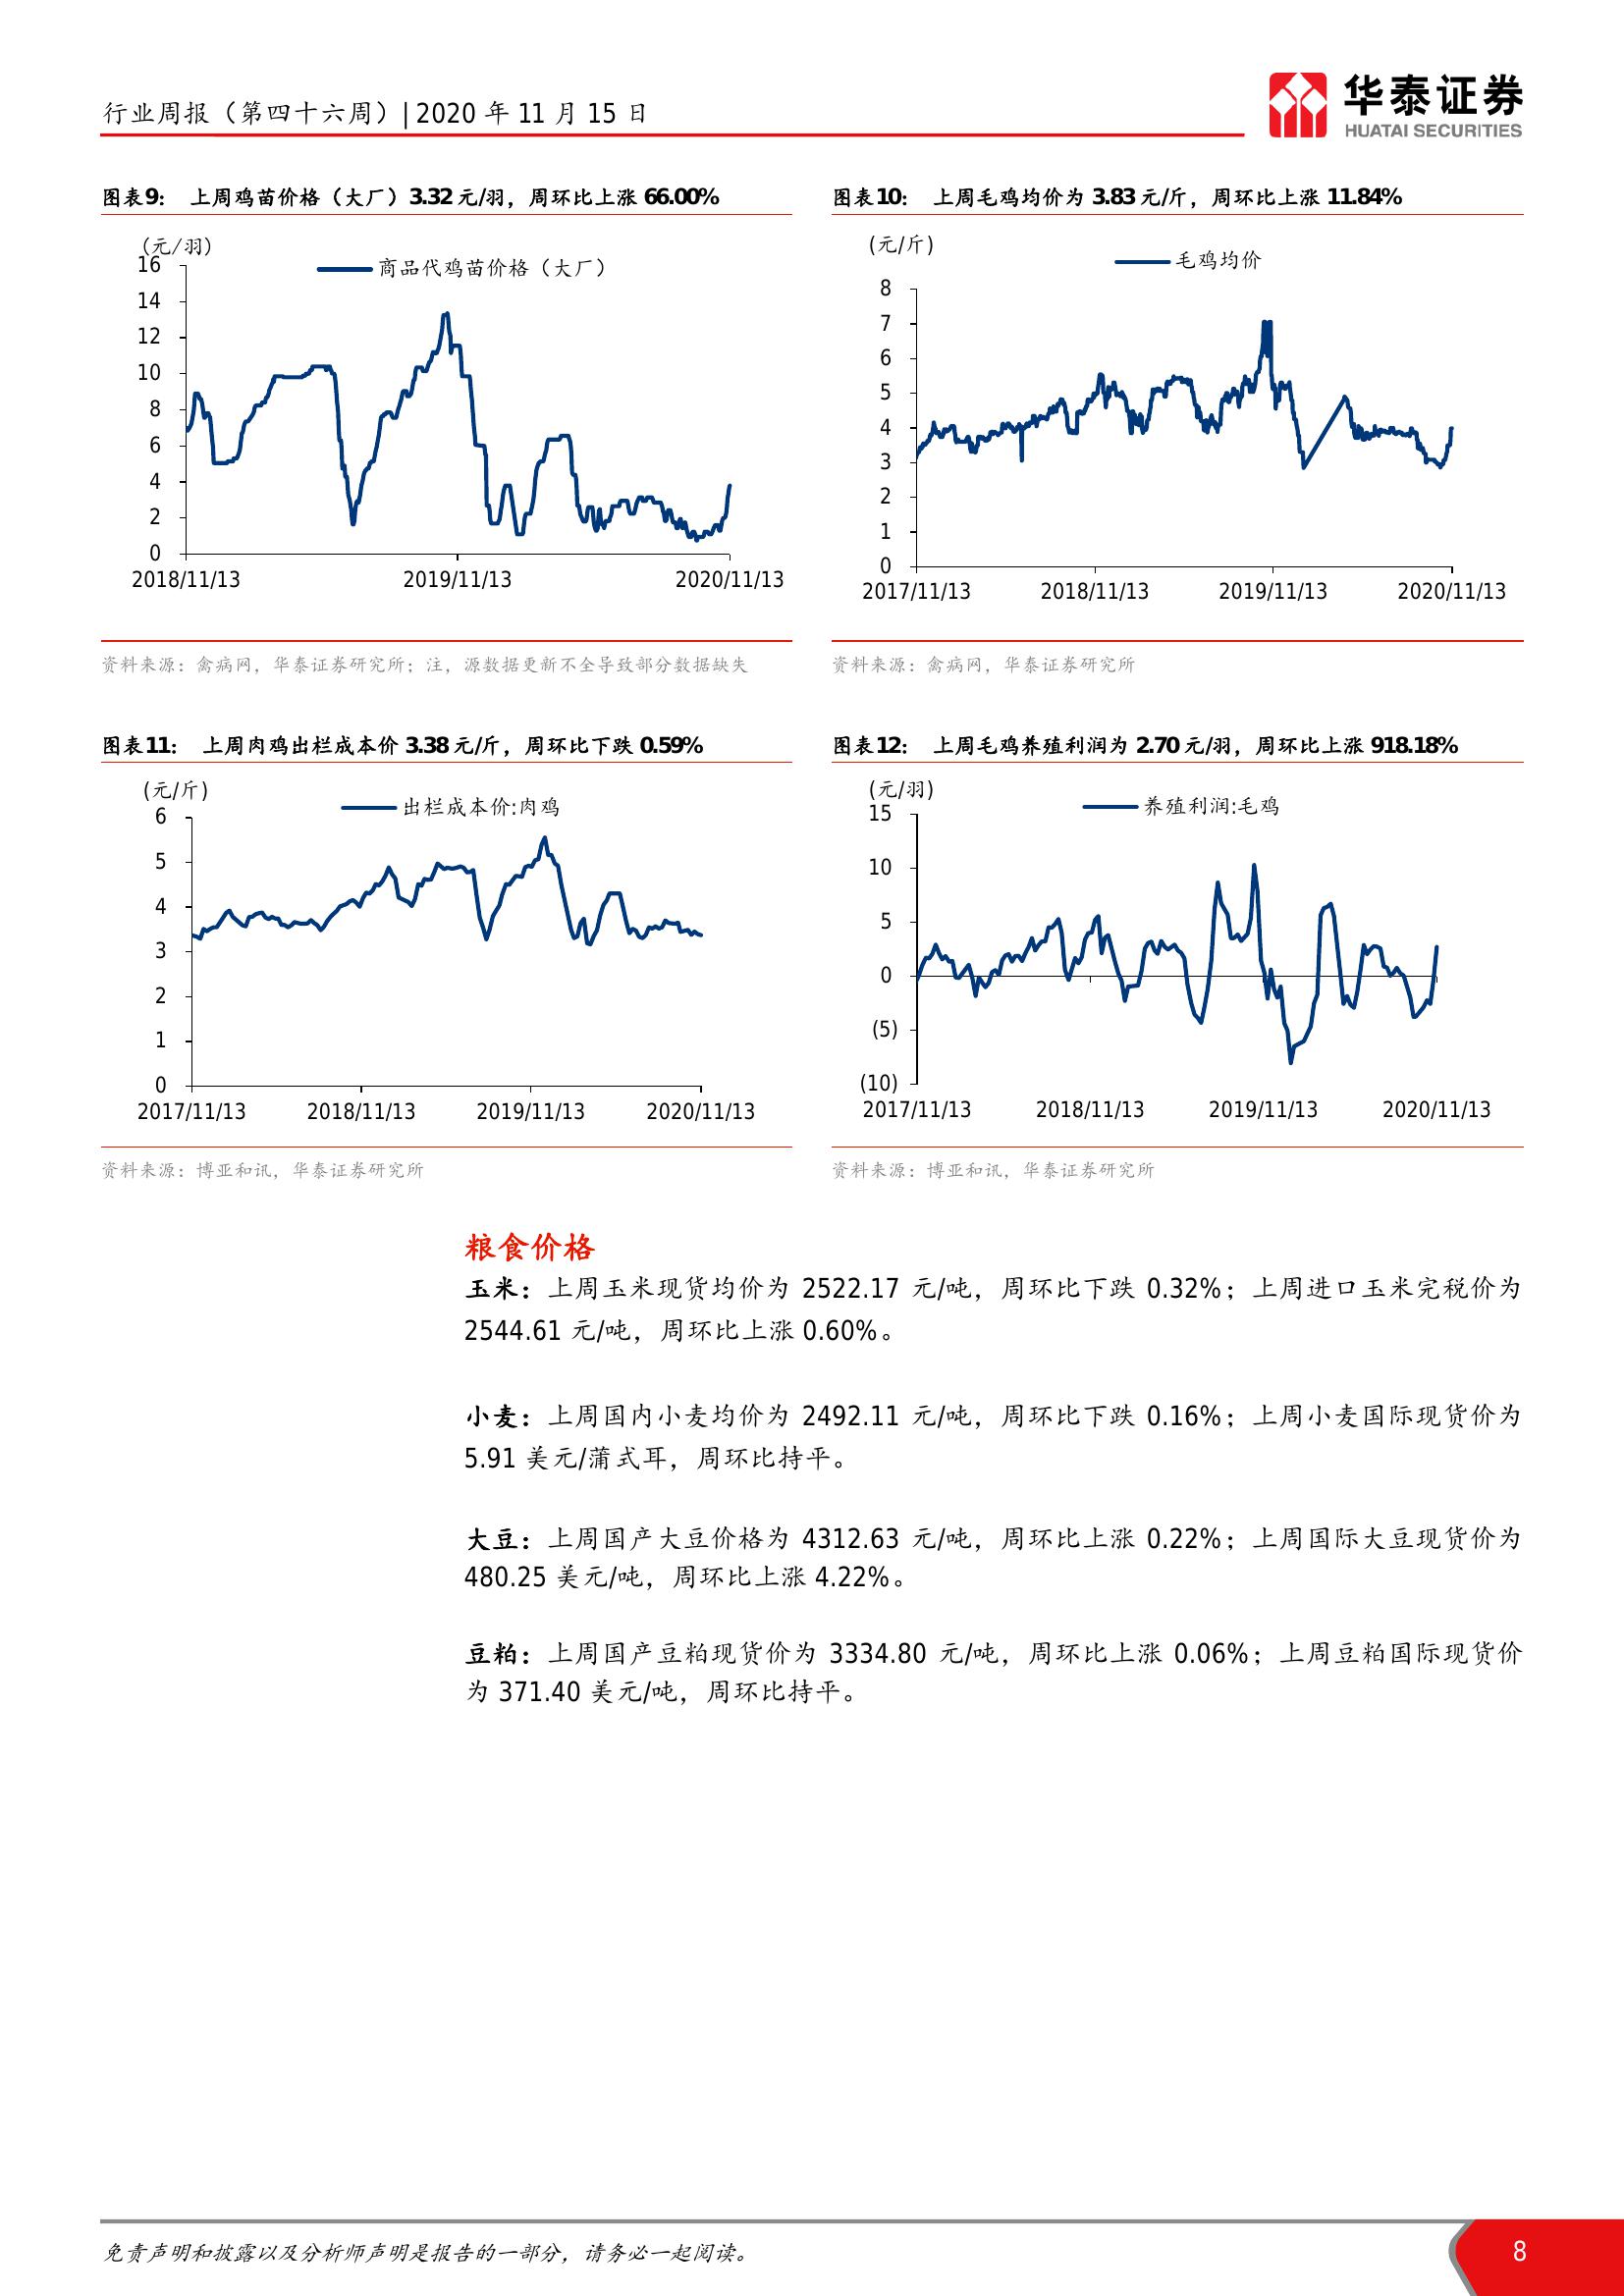 行业周报（第四十六周）| 2020 年 11 月 15 日
华泰证券
HUATAI SECURITIES
图表9： 上周鸡苗价格（大厂）3.32 元/羽，周环比上涨 66.00%
(元/羽)
商品代鸡苗价格（大厂）
16
14
12
10
8
6
4
2
0
2018/11/13 2019/11/13 2020/11/13
资料来源：禽病网，华泰证券研究所；注，源数据更新不全导致部分数据缺失
图表10： 上周毛鸡均价为 3.83 元/斤，周环比上涨 11.84%
(元/斤)
毛鸡均价
8
7
6
5
4
3
2
1
0
2017/11/13 2018/11/13 2019/11/13 2020/11/13
资料来源：禽病网，华泰证券研究所
图表11： 上周肉鸡出栏成本价 3.38 元/斤，周环比下跌 0.59%
(元/斤)
出栏成本价:肉鸡
6
5
4
3
2
1
0
2017/11/13 2018/11/13 2019/11/13 2020/11/13
资料来源：博亚和讯，华泰证券研究所
图表12： 上周毛鸡养殖利润为 2.70 元/羽，周环比上涨 918.18%
(元/羽)
养殖利润:毛鸡
15
10
5
0
(5)
(10)
2017/11/13 2018/11/13 2019/11/13 2020/11/13
资料来源：博亚和讯，华泰证券研究所
粮食价格
玉米：上周玉米现货均价为 2522.17 元/吨，周环比下跌 0.32%；上周进口玉米完税价为
2544.61 元/吨，周环比上涨 0.60%。
小麦：上周国内小麦均价为 2492.11 元/吨，周环比下跌 0.16%；上周小麦国际现货价为
5.91 美元/蒲式耳，周环比持平。
大豆：上周国产大豆价格为 4312.63 元/吨，周环比上涨 0.22%；上周国际大豆现货价为
480.25 美元/吨，周环比上涨 4.22%。
豆粕：上周国产豆粕现货价为 3334.80 元/吨，周环比上涨 0.06%；上周豆粕国际现货价
为 371.40 美元/吨，周环比持平。
免责声明和披露以及分析师声明是报告的一部分，请务必一起阅读。
8